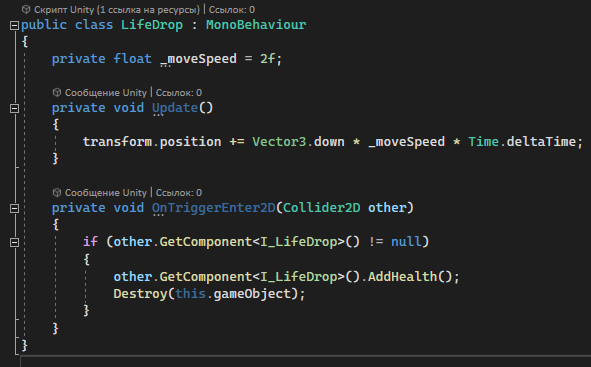 Скрипт Unity (1 ссылка на ресурсы) | Ссылок: 0
public class LifeDrop : MonoBehaviour
{
private float _moveSpeed = 2f;
Сообщение Unity | Ссылок: 0
private void Update()
{
transform.position += Vector3.down * _moveSpeed * Time.deltaTime;
}
Сообщение Unity | Ссылок: 0
private void OnTriggerEnter2D(Collider2D other)
{
if (other.GetComponent<I_LifeDrop>() != null)
{
other.GetComponent<I_LifeDrop>().AddHealth();
Destroy(this.gameObject);
}
}
}